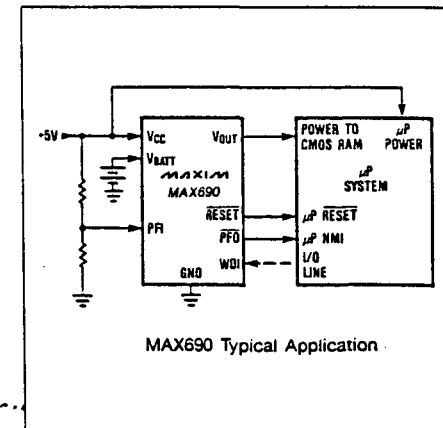 +5V
VCC
VBATT
PFI
GND
VOUT
MAXIM
MAX690
RESET
PFO
WDI
POWER TO
CMOS RAM
μP
POWER
μP
SYSTEM
μP RESET
μP NMI
I/O
LINE
MAX690 Typical Application